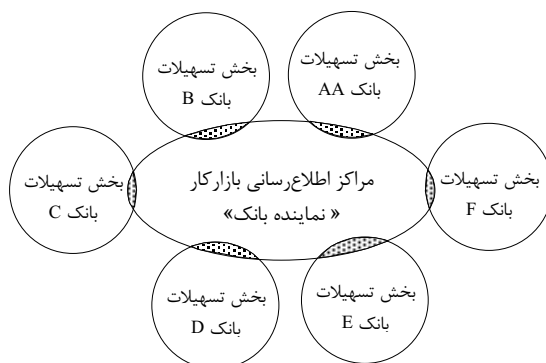 بخش تسهیلات
بانک AA
بخش تسهیلات
بانک B
بخش تسهیلات
بانک F
مراکز اطلاع‌رسانی بازارکار
« نماینده بانک»
بخش تسهیلات
بانک C
بخش تسهیلات
بانک E
بخش تسهیلات
بانک D